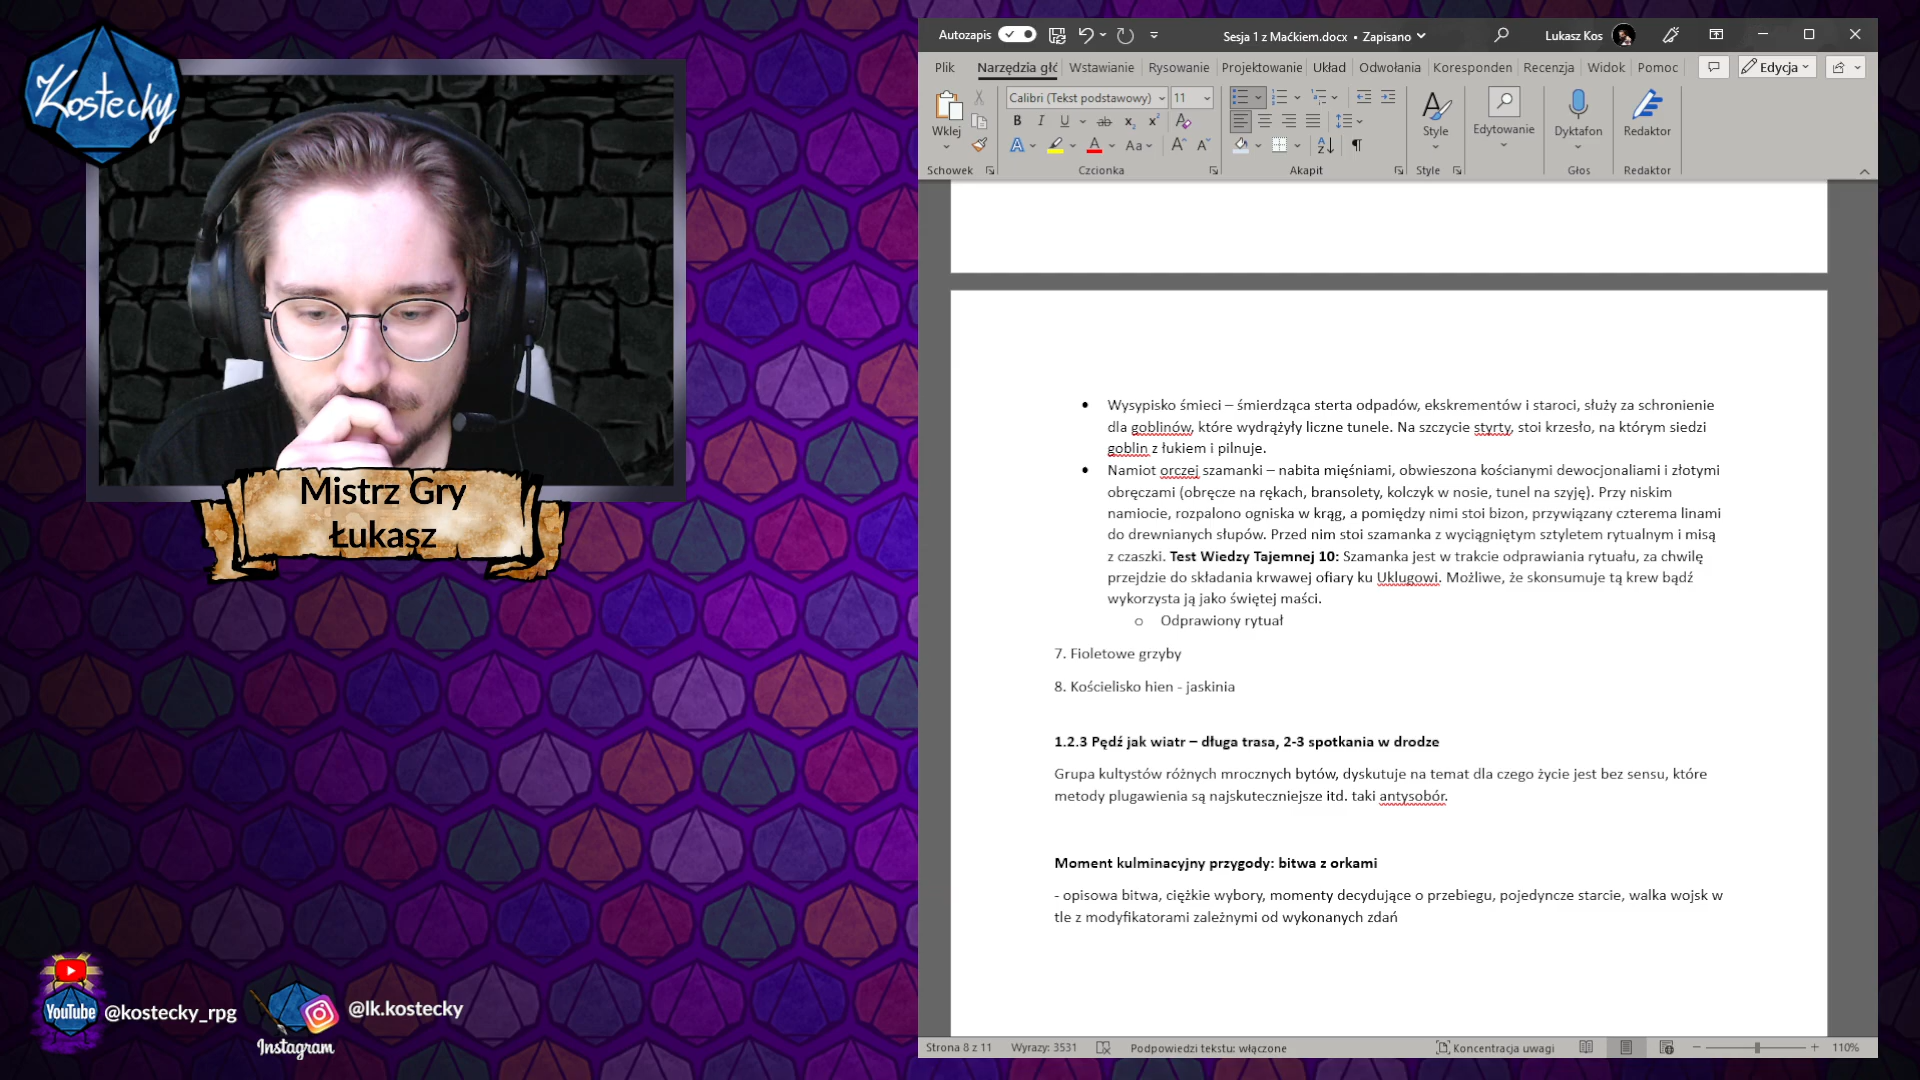 Kostecky
Mistrz Gry
Łukasz
YouTube
@kostecky_rpg
Instagram
@lk.kostecky
Autozapis
Sesja 1 z Maćkiem.docx • Zapisano
Lukasz Kos
Plik
Narzędzia głć
Wstawianie
Rysowanie
Projektowanie
Układ
Odwołania
Koresponden
Recenzja
Widok
Pomoc
Edycja
Wklej
Calibri (Tekst podstawowy)
11
Style
Edytowanie
Dyktafon
Redaktor
Schowek
Czcionka
Akapit
Style
Głos
Redaktor
• Wysypisko śmieci – śmierdząca sterta odpadów, ekskrementów i staroci, służy za schronienie
dla goblinów, które wydrążyły liczne tunele. Na szczycie styrty, stoi krzesło, na którym siedzi
goblin z łukiem i pilnuje.
• Namiot orczej szamanki – nabita mięśniami, obwieszona kościanymi dewocjonaliami i złotymi
obręczami (obręcze na rękach, bransolety, kolczyk w nosie, tunel na szyję). Przy niskim
namiocie, rozpalono ogniska w krąg, a pomiędzy nimi stoi bizon, przywiązany czterema linami
do drewnianych słupów. Przed nim stoi szamanka z wyciągniętym sztyletem rytualnym i misą
z czaszki. Test Wiedzy Tajemnej 10: Szamanka jest w trakcie odprawiania rytuału, za chwilę
przejdzie do składania krwawej ofiary ku Uklugowi. Możliwe, że skonsumuje tą krew bądź
wykorzysta ją jako świętej maści.
o Odprawiony rytuał
7. Fioletowe grzyby
8. Kościelisko hien - jaskinia
1.2.3 Pędź jak wiatr – długa trasa, 2-3 spotkania w drodze
Grupa kultystów różnych mrocznych bytów, dyskutuje na temat dla czego życie jest bez sensu, które
metody plugawienia są najskuteczniejsze itd. taki antysobór.
Moment kulminacyjny przygody: bitwa z orkami
- opisowa bitwa, ciężkie wybory, momenty decydujące o przebiegu, pojedyncze starcie, walka wojsk w
tle z modyfikatorami zależnymi od wykonanych zdań
Strona 8 z 11
Wyrazy: 3531
Podpowiedzi tekstu: włączone
Koncentracja uwagi
110%